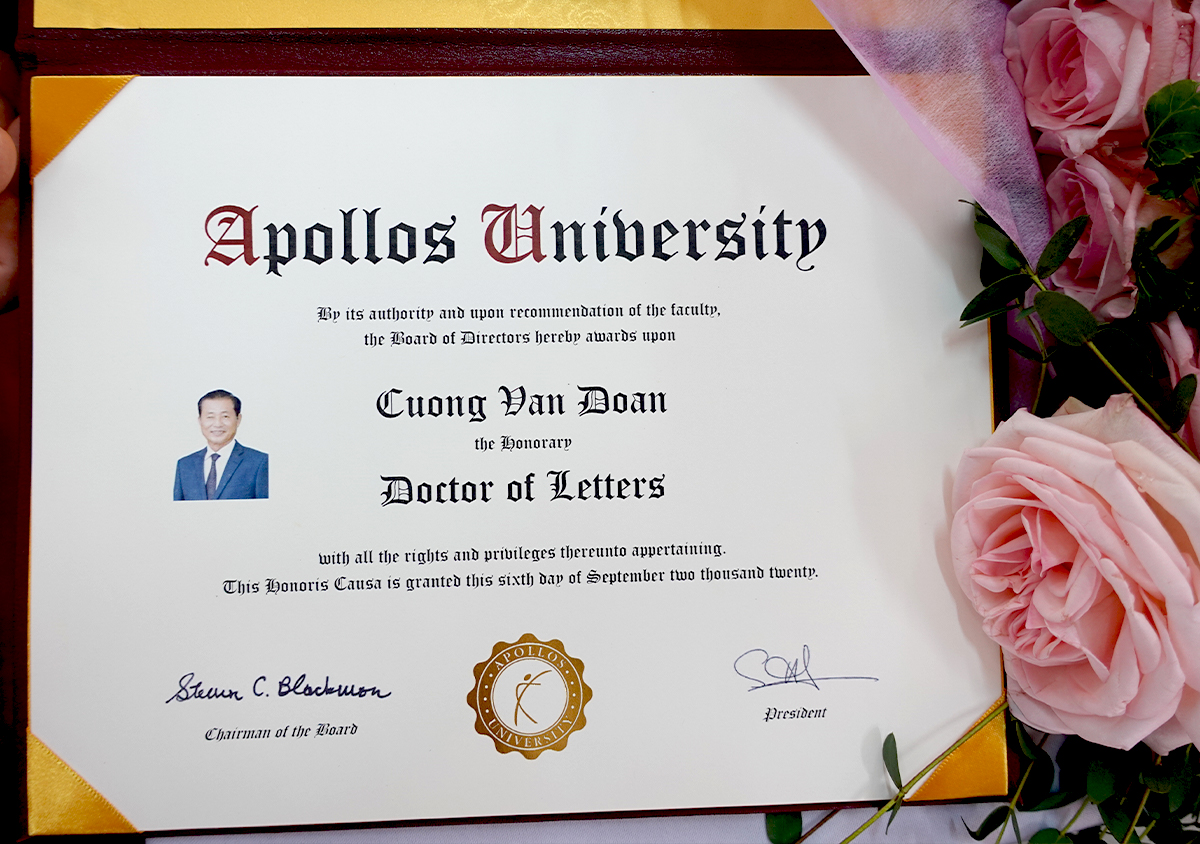 Apollos University
By its authority and upon recommendation of the faculty,
the Board of Directors hereby awards upon
Cuong Van Doan
the Honorary
Doctor of Letters
with all the rights and privileges thereunto appertaining.
This Honoris Causa is granted this sixth day of September two thousand twenty.
Steven C. Blackmon
Chairman of the Board
APOLLOS
UNIVERSITY
President